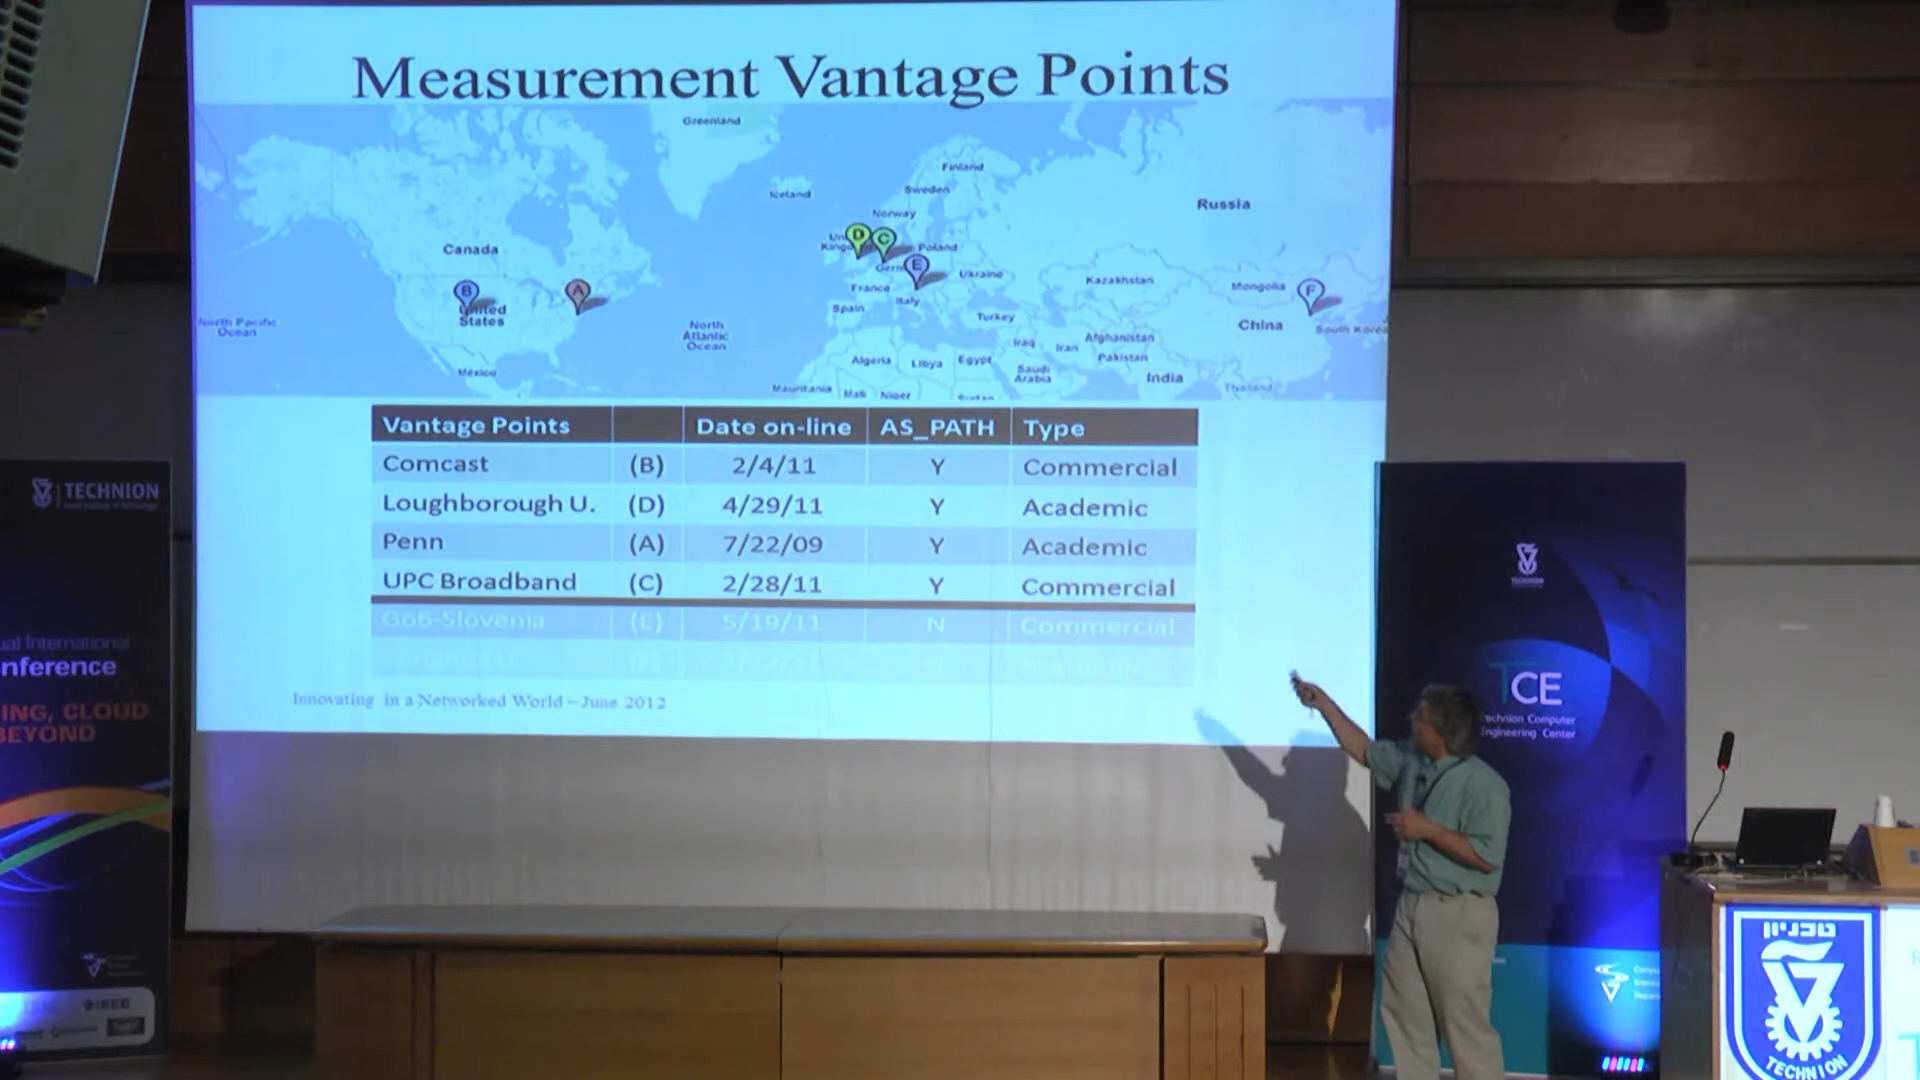 Measurement Vantage Points
Greenland
Finland
Iceland
Sweden
Norway
Russia
Canada
D
C
Poland
E
Ukraine
Kazakhstan
Mongolia
F
B
A
France
Italy
United
States
Spain
North Pacific
Ocean
North
Atlantic
Ocean
Turkey
China
South Korea
Iraq
Iran
Afghanistan
Pakistan
Algeria
Libya
Egypt
Saudi
Arabia
India
Thailand
Mexico
Mauritania
Mali
Niger
Vantage Points Date on-line AS_PATH Type
Comcast (B) 2/4/11 Y Commercial
Loughborough U. (D) 4/29/11 Y Academic
Penn (A) 7/22/09 Y Academic
UPC Broadband (C) 2/28/11 Y Commercial
Go6-Slovenia (E) 5/19/11 N Commercial
Innovating in a Networked World – June 2012
TECHNION
ual International
nference
ING, CLOUD
BEYOND
IEEE
TECHNION
TCE
echnion Computer
Engineering Center
טכניון
TECHNION